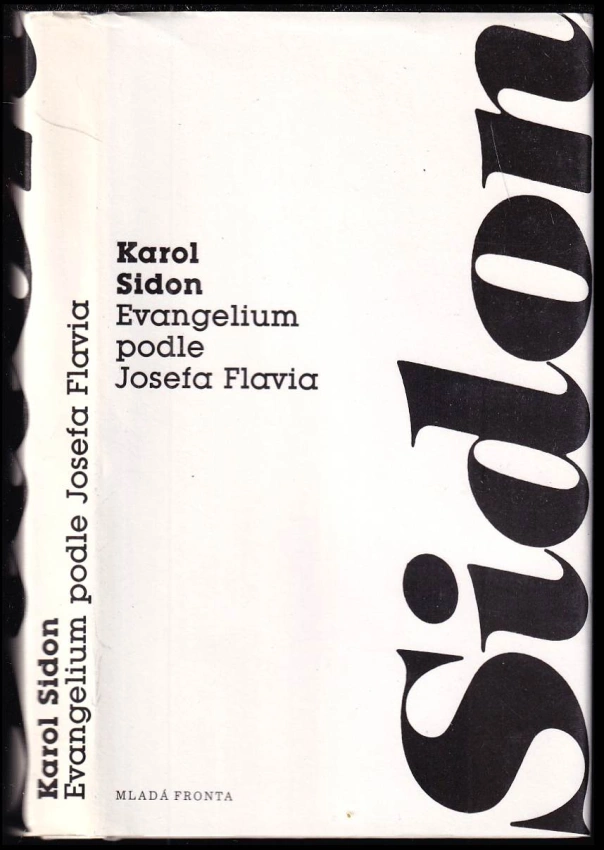 Karol
Sidon
Evangelium
podle
Josefa Flavia
Sidon
MLADÁ FRONTA
Karol Sidon
Evangelium podle Josefa Flavia